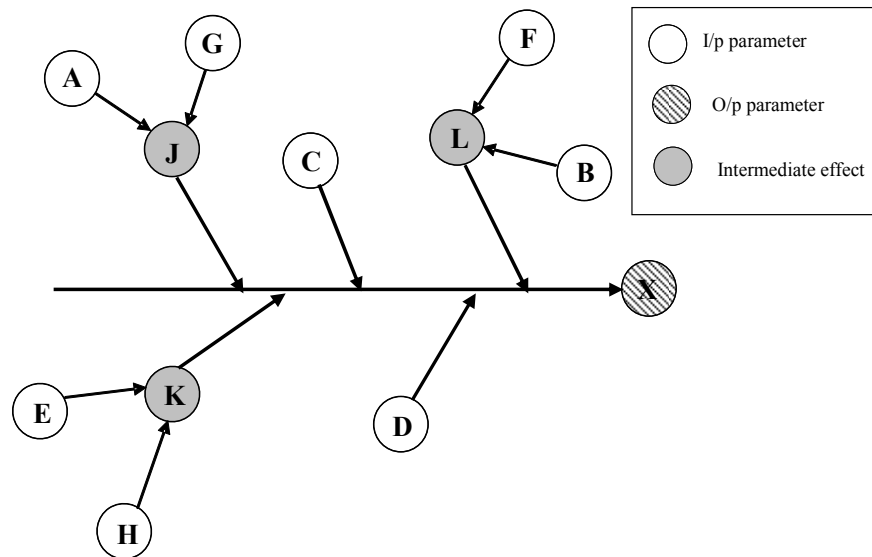 G
F
A
I/p parameter
O/p parameter
J
C
L
B
Intermediate effect
X
E
K
D
H